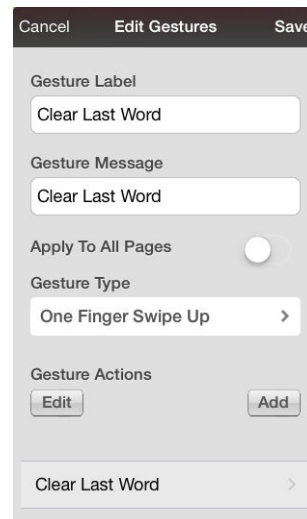 Cancel Edit Gestures Save
Gesture Label
Clear Last Word
Gesture Message
Clear Last Word
Apply To All Pages
Gesture Type
One Finger Swipe Up
Gesture Actions
Edit Add
Clear Last Word